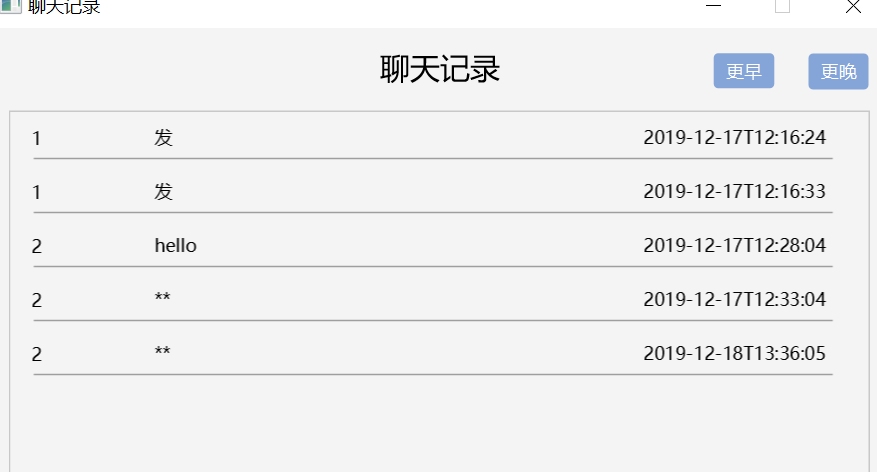 聊天记录
聊天记录 更早 更晚
1 发 2019-12-17T12:16:24
1 发 2019-12-17T12:16:33
2 hello 2019-12-17T12:28:04
2 ** 2019-12-17T12:33:04
2 ** 2019-12-18T13:36:05